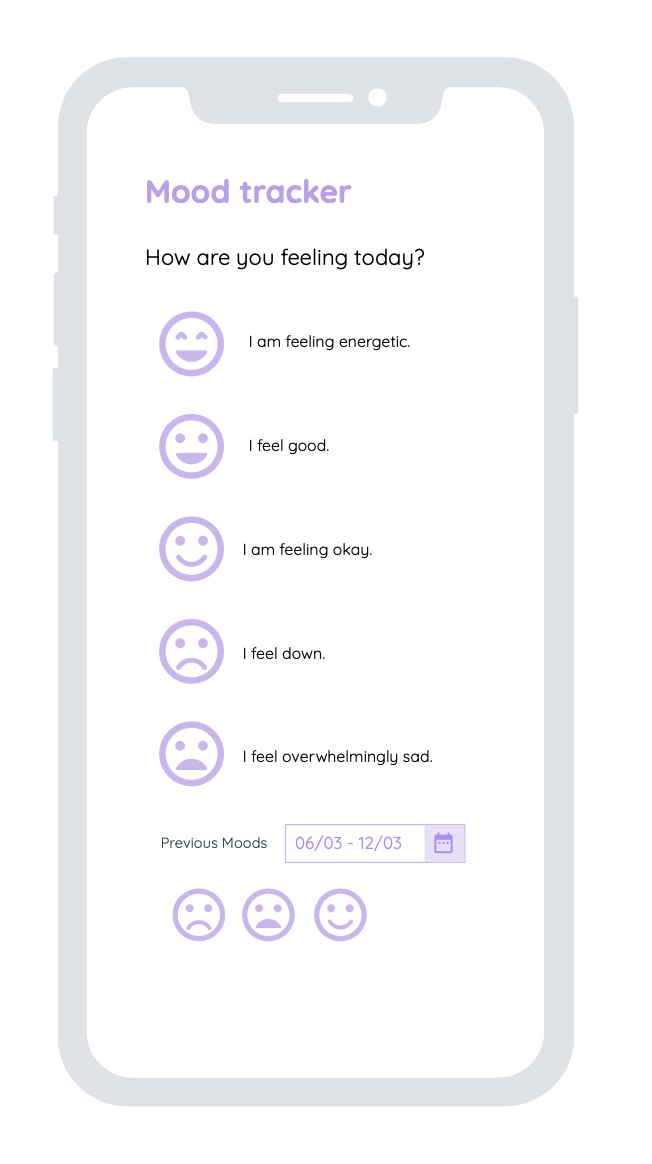 Mood tracker
How are you feeling today?
I am feeling energetic.
I feel good.
I am feeling okay.
I feel down.
I feel overwhelmingly sad.
Previous Moods 06/03 - 12/03